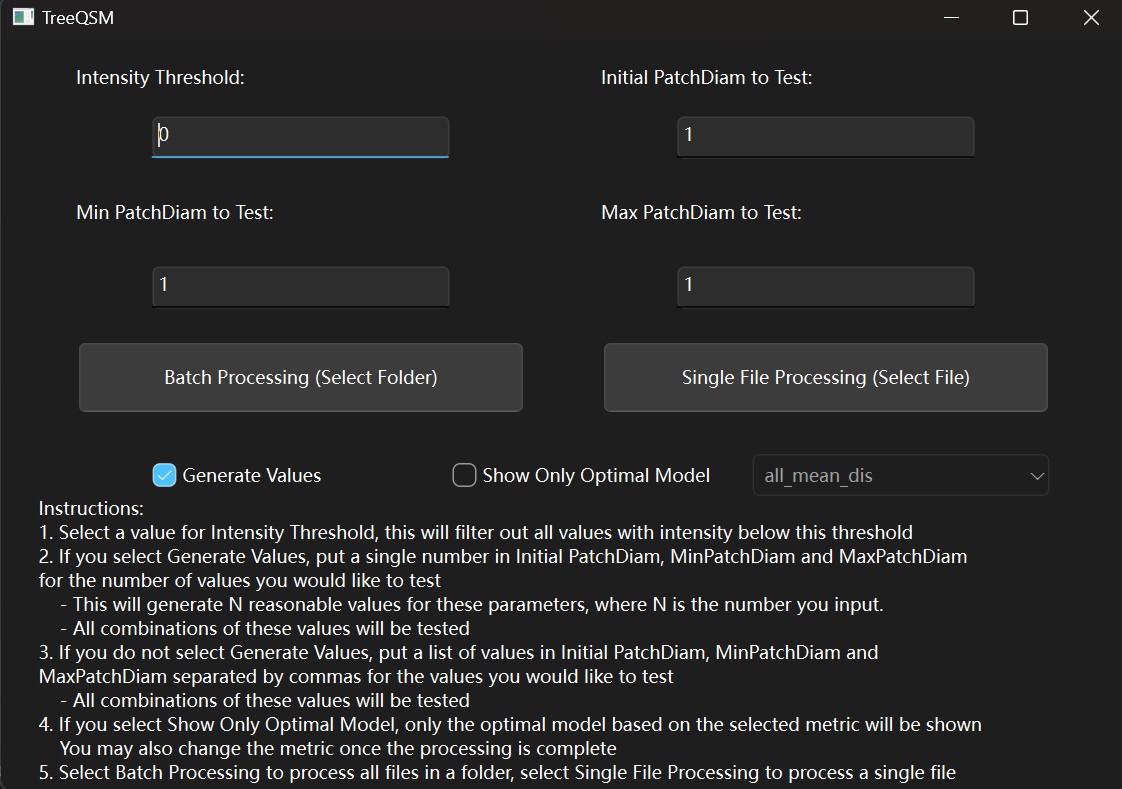 TreeQSM
Intensity Threshold:
Initial PatchDiam to Test:
0
1
Min PatchDiam to Test:
Max PatchDiam to Test:
1
1
Batch Processing (Select Folder)
Single File Processing (Select File)
Generate Values
Show Only Optimal Model
all_mean_dis
Instructions:
1. Select a value for Intensity Threshold, this will filter out all values with intensity below this threshold
2. If you select Generate Values, put a single number in Initial PatchDiam, MinPatchDiam and MaxPatchDiam
for the number of values you would like to test
- This will generate N reasonable values for these parameters, where N is the number you input.
- All combinations of these values will be tested
3. If you do not select Generate Values, put a list of values in Initial PatchDiam, MinPatchDiam and
MaxPatchDiam separated by commas for the values you would like to test
- All combinations of these values will be tested
4. If you select Show Only Optimal Model, only the optimal model based on the selected metric will be shown
You may also change the metric once the processing is complete
5. Select Batch Processing to process all files in a folder, select Single File Processing to process a single file